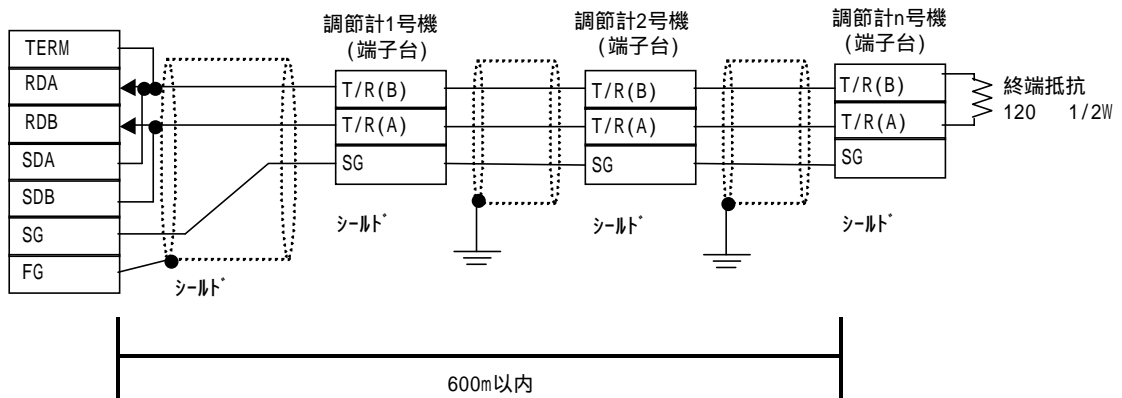 調節計1号機
(端子台)
調節計2号機
(端子台)
調節計n号機
(端子台)
TERM
RDA
RDB
SDA
SDB
SG
FG
T/R(B)
T/R(A)
SG
T/R(B)
T/R(A)
SG
T/R(B)
T/R(A)
SG
終端抵抗
120 1/2W
シールド
シールド
シールド
シールド
600m以内